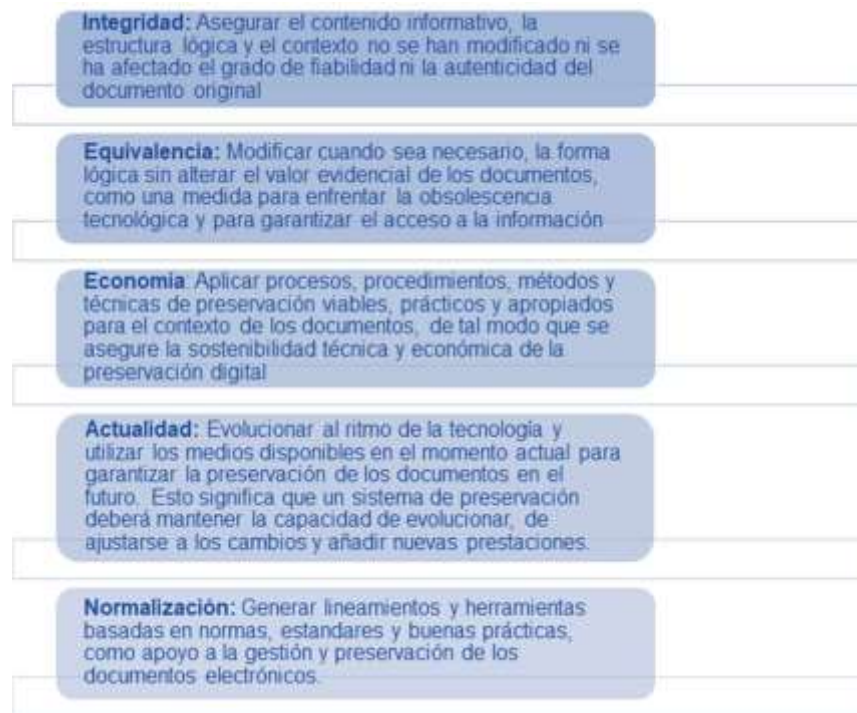 Integridad: Asegurar el contenido informativo, la
estructura lógica y el contexto no se han modificado ni se
ha afectado el grado de fiabilidad ni la autenticidad del
documento original
Equivalencia: Modificar cuando sea necesario, la forma
lógica sin alterar el valor evidencial de los documentos,
como una medida para enfrentar la obsolescencia
tecnológica y para garantizar el acceso a la información
Economia: Aplicar procesos, procedimientos, métodos y
técnicas de preservación viables, prácticos y apropiados
para el contexto de los documentos, de tal modo que se
asegure la sostenibilidad técnica y económica de la
preservación digital
Actualidad: Evolucionar al ritmo de la tecnología y
utilizar los medios disponibles en el momento actual para
garantizar la preservación de los documentos en el
futuro. Esto significa que un sistema de preservación
deberá mantener la capacidad de evolucionar, de
ajustarse a los cambios y añadir nuevas prestaciones.
Normalización: Generar lineamientos y herramientas
basadas en normas, estandares y buenas prácticas,
como apoyo a la gestión y preservación de los
documentos electrónicos.